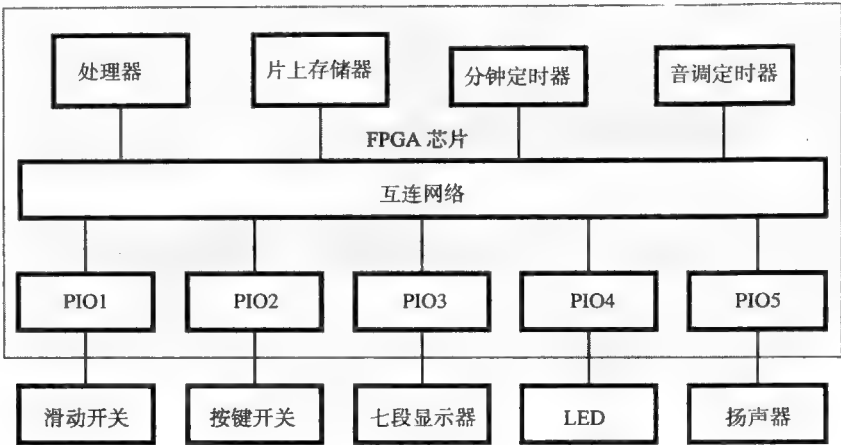 处理器
片上存储器
分钟定时器
音调定时器
FPGA 芯片
互连网络
PIO1
PIO2
PIO3
PIO4
PIO5
滑动开关
按键开关
七段显示器
LED
扬声器